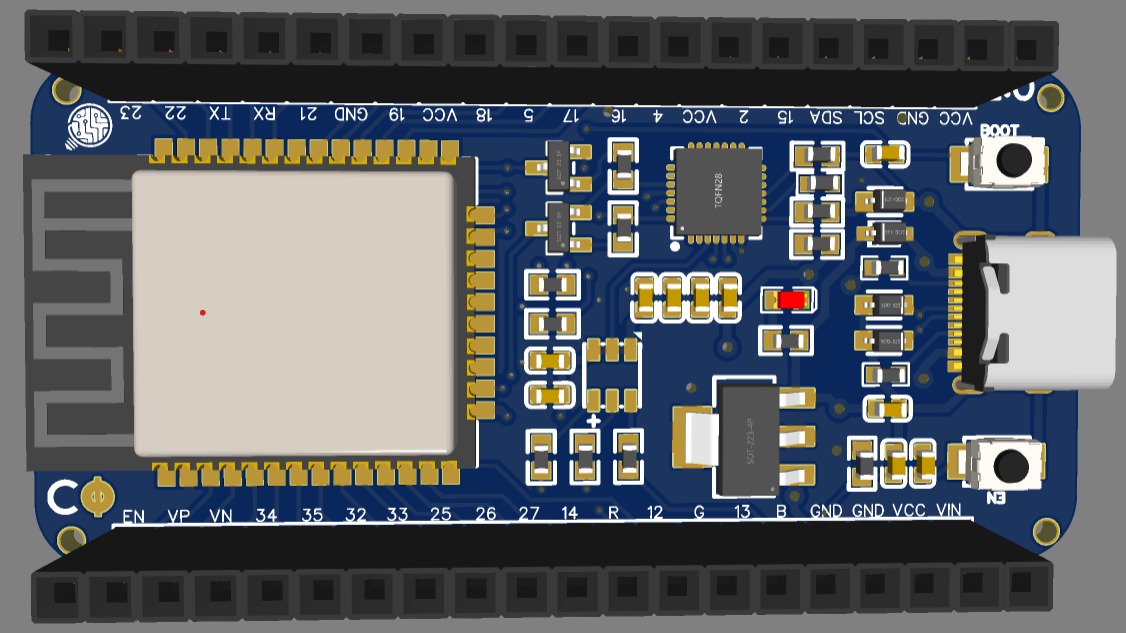 23 22 TX RX 21 GND 19 VCC 18 5 17 16 4 VCC 2 15 SDA SCL GND VCC
BOOT
TQFN28
SOT-223-4P
EN
C
EN VP VN 34 35 32 33 25 26 27 14 R 12 G 13 B GND GND VCC VIN